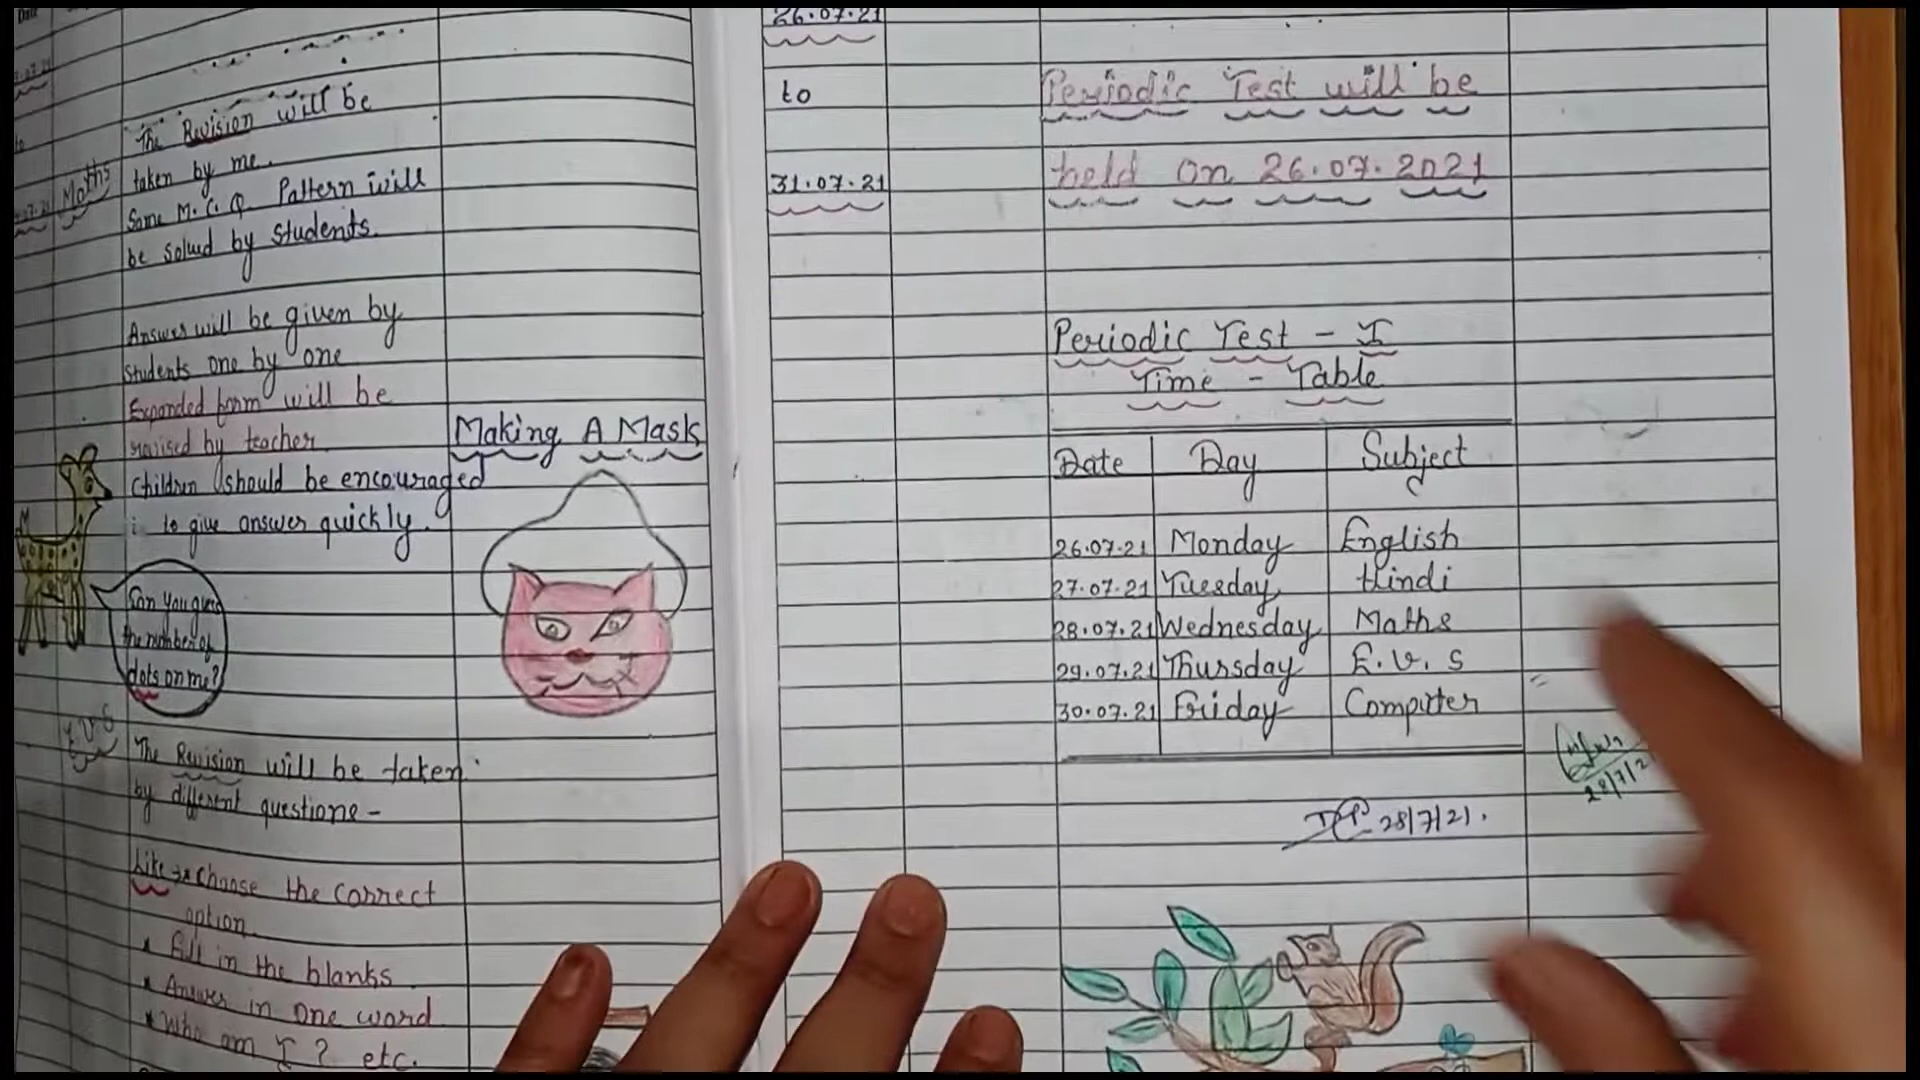 The Revision will be
taken by me.
Some M.C.Q. Pattern will
be solved by students.
Maths
Answer will be given by
students one by one
Expanded form will be
revised by teacher.
children should be encouraged
to give answer quickly.
Making A Mask
Can you guess
the number of
dots on me?
E.V.S
The Revision will be taken
by different questions -
Like → * choose the correct
option.
* Fill in the blanks
* Answer in one word
* Who am I ? etc.
26.07.21
to
31.07.21
Periodic Test will be
held on 26.07.2021
Periodic Test - I
Time - Table
Date Day Subject
26.07.21 Monday English
27.07.21 Tuesday Hindi
28.07.21 Wednesday Maths
29.07.21 Thursday E.V.S
30.07.21 Friday Computer
28/7/21.
28/7/21